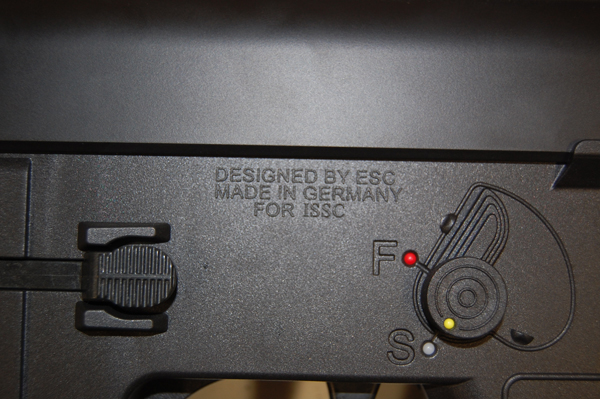 DESIGNED BY ESC
MADE IN GERMANY
FOR ISSC
F
S